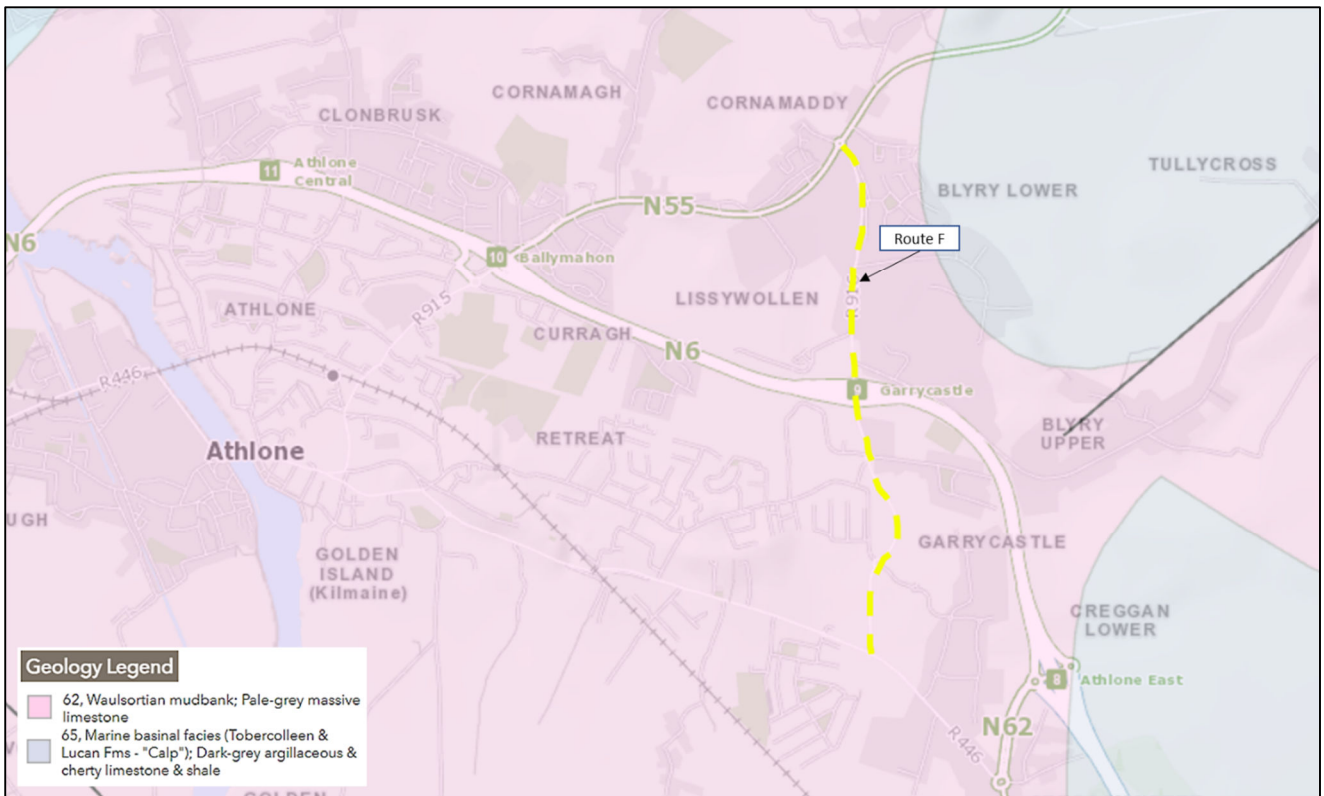 CORNAMAGH
CORNAMADDY
CLONBRUSK
TULLYCROSS
11 Athlone
Central
BLYRY LOWER
N55
N6
Route F
10 Ballymahon
LISSYWOLLEN
R915
ATHLONE
CURRAGH
N6
R446
9 Garrycastle
BLYRY
UPPER
RETREAT
Athlone
UGH
GARRYCASTLE
GOLDEN
ISLAND
(Kilmaine)
CREGGAN
LOWER
8 Athlone East
N62
R446
Geology Legend
62, Waulsortian mudbank; Pale-grey massive
limestone
65, Marine basinal facies (Tobercolleen &
Lucan Fms - "Calp"); Dark-grey argillaceous &
cherty limestone & shale